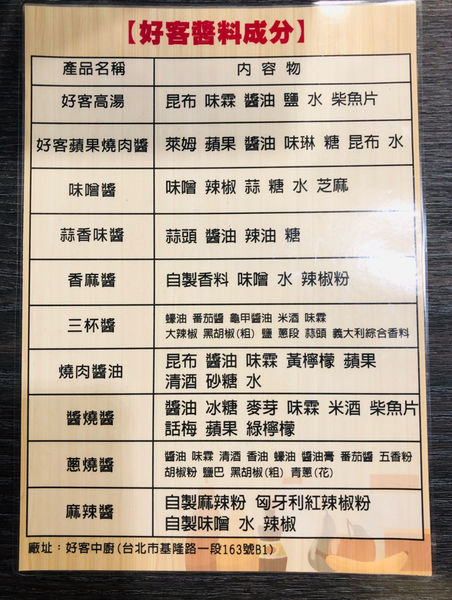 【好客醬料成分】
產品名稱 內容物
好客高湯 昆布 味霖 醬油 鹽 水 柴魚片
好客蘋果燒肉醬 萊姆 蘋果 醬油 味琳 糖 昆布 水
味噌醬 味噌 辣椒 蒜 糖 水 芝麻
蒜香味醬 蒜頭 醬油 辣油 糖
香麻醬 自製香料 味噌 水 辣椒粉
三杯醬 蠔油 番茄醬 龜甲醬油 米酒 味霖
大辣椒 黑胡椒(粗) 鹽 蔥段 蒜頭 義大利綜合香料
燒肉醬油 昆布 醬油 味霖 黃檸檬 蘋果
清酒 砂糖 水
醬燒醬 醬油 冰糖 麥芽 味霖 米酒 柴魚片
話梅 蘋果 綠檸檬
蔥燒醬 醬油 味霖 清酒 香油 蠔油 醬油膏 番茄醬 五香粉
胡椒粉 鹽巴 黑胡椒(粗) 青蔥(花)
麻辣醬 自製麻辣粉 匈牙利紅辣椒粉
自製味噌 水 辣椒
廠址：好客中廚(台北市基隆路一段163號B1)